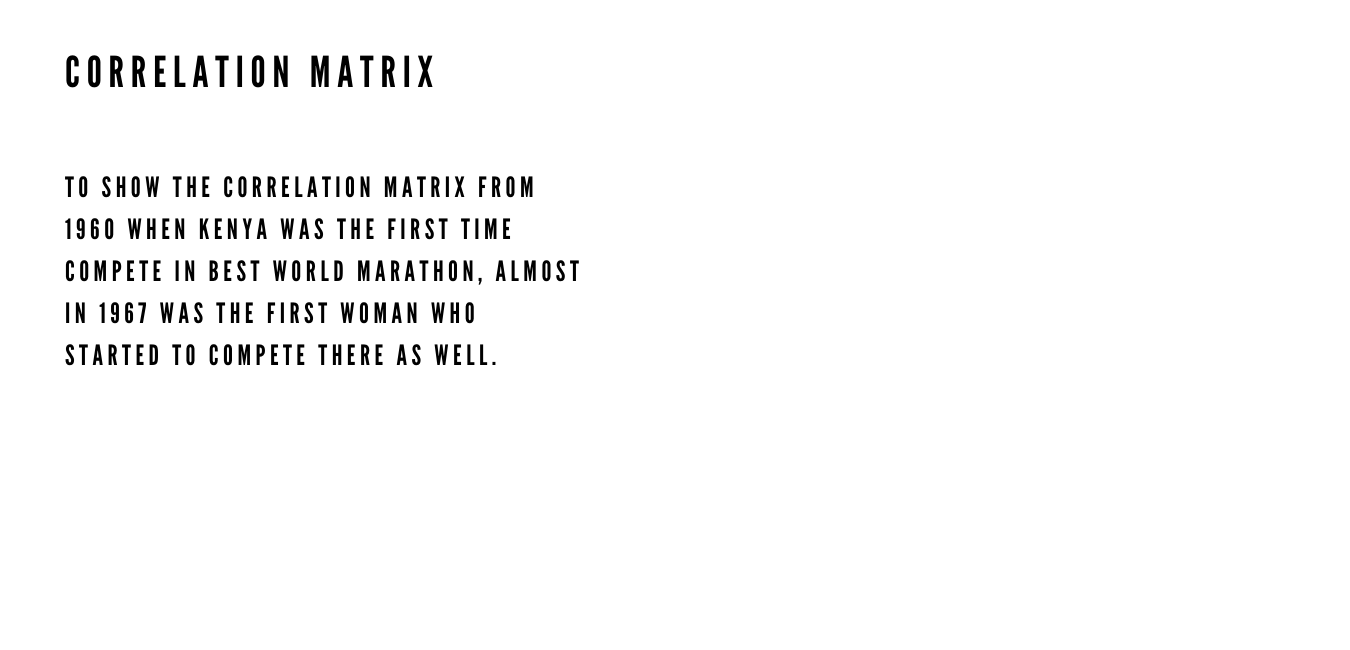 CORRELATION MATRIX
TO SHOW THE CORRELATION MATRIX FROM
1960 WHEN KENYA WAS THE FIRST TIME
COMPETE IN BEST WORLD MARATHON, ALMOST
IN 1967 WAS THE FIRST WOMAN WHO
STARTED TO COMPETE THERE AS WELL.